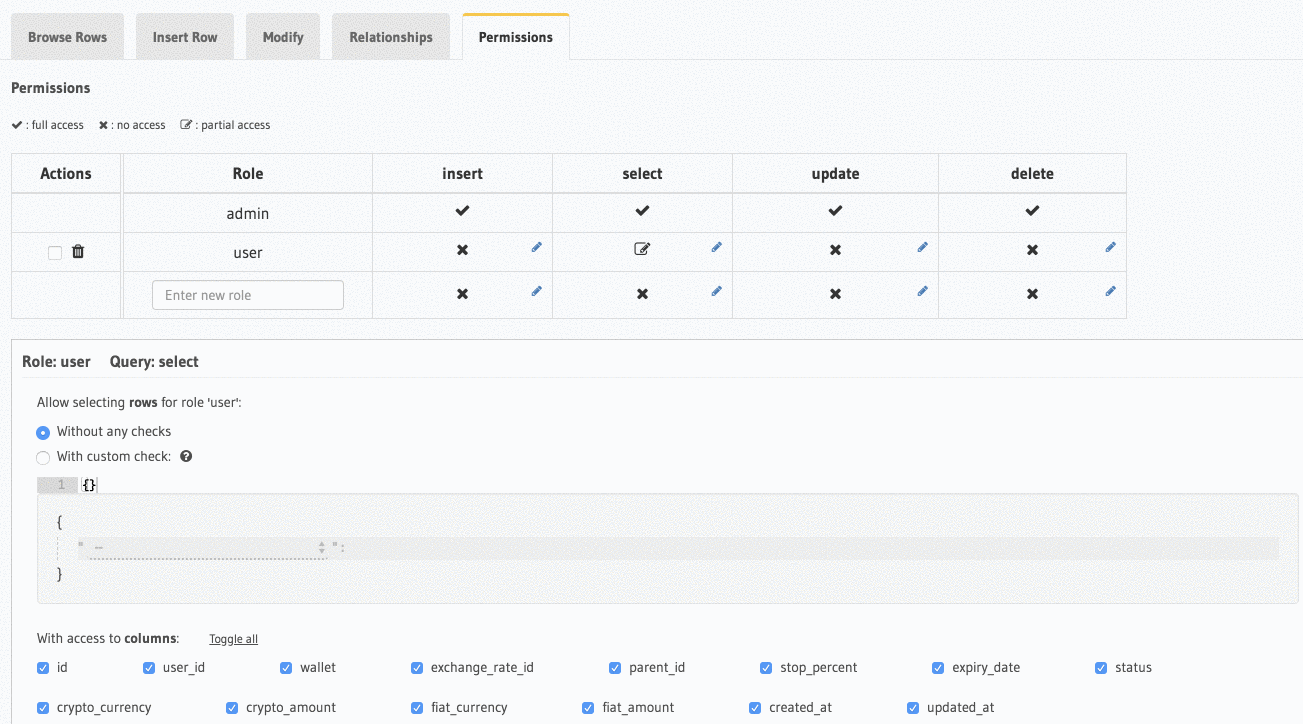 Browse Rows Insert Row Modify Relationships Permissions
Permissions
: full access : no access : partial access
Actions Role insert select update delete
admin
user
Enter new role
Role: user Query: select
Allow selecting rows for role 'user':
Without any checks
With custom check:
1 {}
{
" -- ":
}
With access to columns: Toggle all
id user_id wallet exchange_rate_id parent_id stop_percent expiry_date status
crypto_currency crypto_amount fiat_currency fiat_amount created_at updated_at